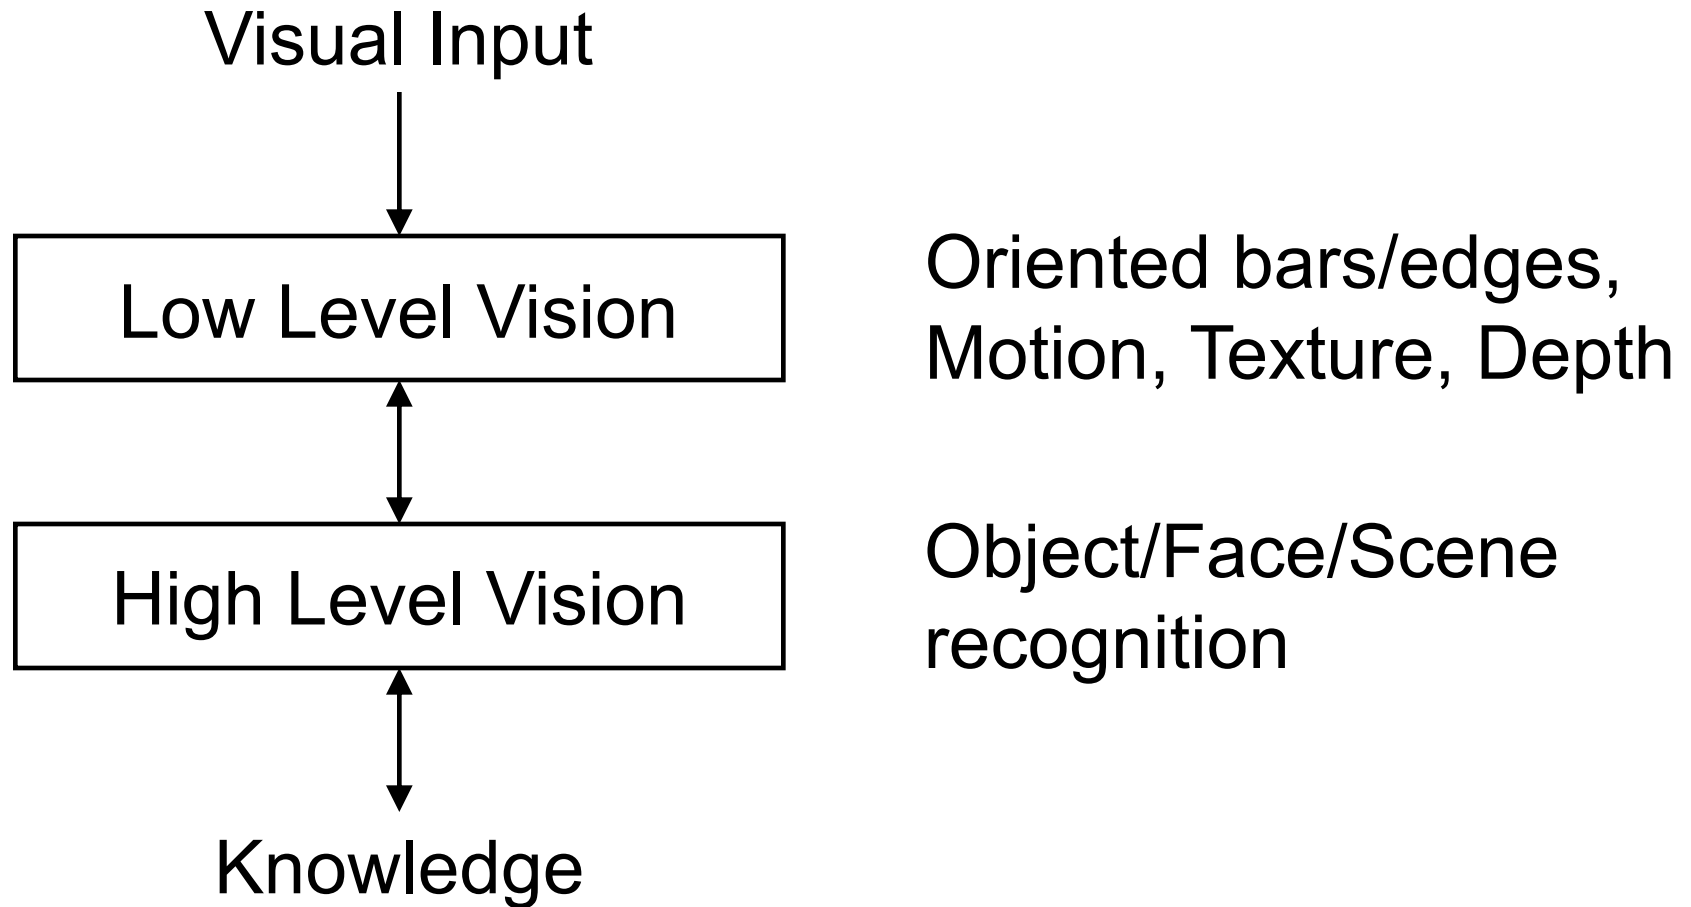 Visual Input
Low Level Vision
Oriented bars/edges,
Motion, Texture, Depth
High Level Vision
Object/Face/Scene
recognition
Knowledge